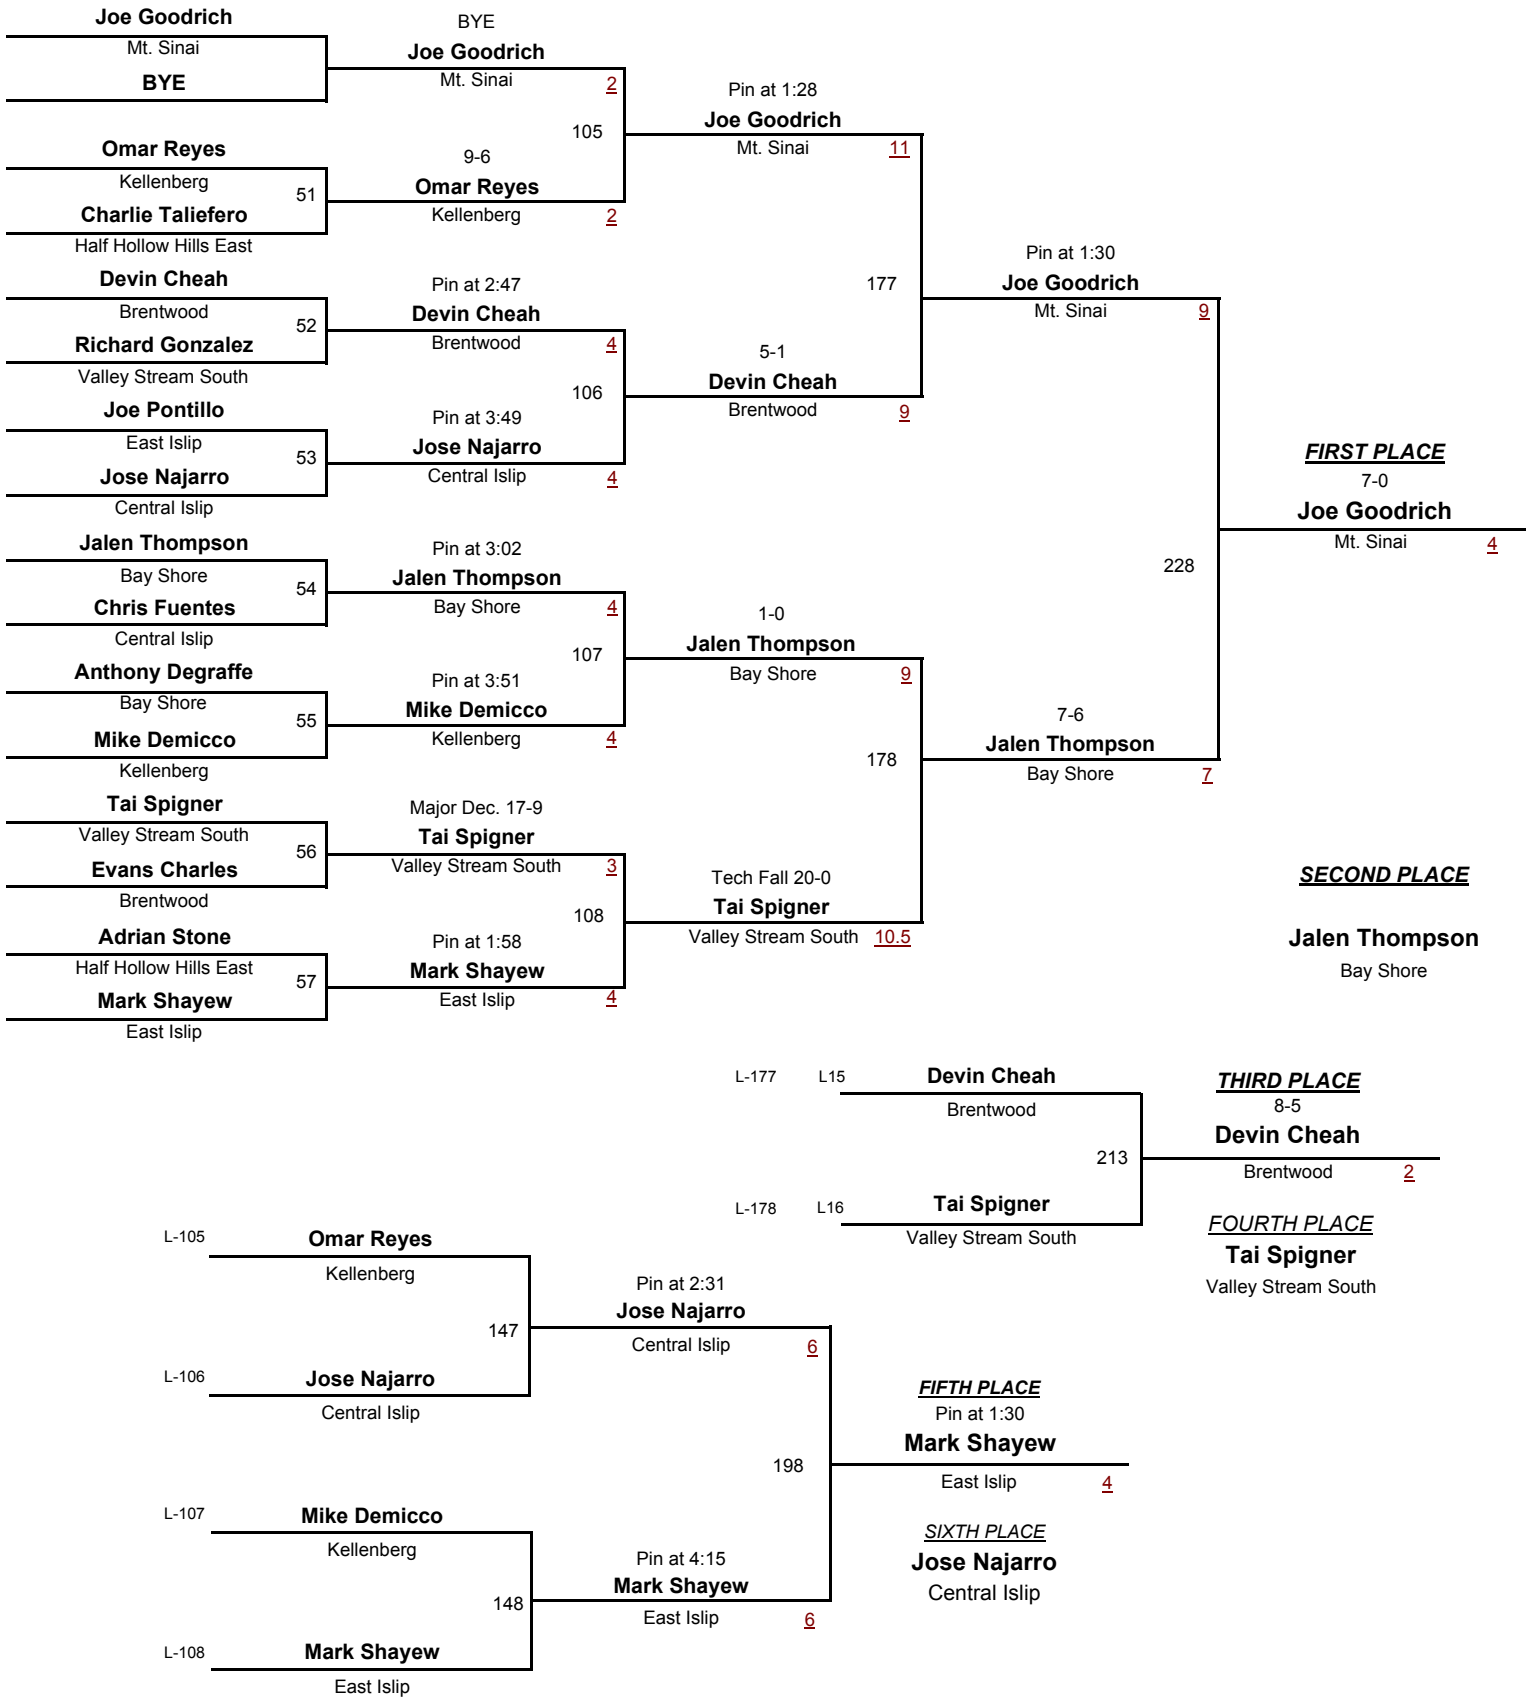 Joe Goodrich
Mt. Sinai
BYE
Omar Reyes
Kellenberg
51
Charlie Taliefero
Half Hollow Hills East
Devin Cheah
Brentwood
52
Richard Gonzalez
Valley Stream South
Joe Pontillo
East Islip
53
Jose Najarro
Central Islip
Jalen Thompson
Bay Shore
54
Chris Fuentes
Central Islip
Anthony Degraffe
Bay Shore
55
Mike Demicco
Kellenberg
Tai Spigner
Valley Stream South
56
Evans Charles
Brentwood
Adrian Stone
Half Hollow Hills East
57
Mark Shayew
East Islip
BYE
Joe Goodrich
Mt. Sinai 2
105
9-6
Omar Reyes
Kellenberg 2
Pin at 2:47
Devin Cheah
Brentwood 4
106
Pin at 3:49
Jose Najarro
Central Islip 4
Pin at 3:02
Jalen Thompson
Bay Shore 4
107
Pin at 3:51
Mike Demicco
Kellenberg 4
Major Dec. 17-9
Tai Spigner
Valley Stream South 3
108
Pin at 1:58
Mark Shayew
East Islip 4
Pin at 1:28
Joe Goodrich
Mt. Sinai 11
177
5-1
Devin Cheah
Brentwood 9
1-0
Jalen Thompson
Bay Shore 9
178
Tech Fall 20-0
Tai Spigner
Valley Stream South 10.5
Pin at 1:30
Joe Goodrich
Mt. Sinai 9
228
7-6
Jalen Thompson
Bay Shore 7
FIRST PLACE
7-0
Joe Goodrich
Mt. Sinai 4
SECOND PLACE
Jalen Thompson
Bay Shore
L-177 L15 Devin Cheah
Brentwood
213
L-178 L16 Tai Spigner
Valley Stream South
THIRD PLACE
8-5
Devin Cheah
Brentwood 2
FOURTH PLACE
Tai Spigner
Valley Stream South
L-105 Omar Reyes
Kellenberg
147
L-106 Jose Najarro
Central Islip
L-107 Mike Demicco
Kellenberg
148
L-108 Mark Shayew
East Islip
Pin at 2:31
Jose Najarro
Central Islip 6
198
Pin at 4:15
Mark Shayew
East Islip 6
FIFTH PLACE
Pin at 1:30
Mark Shayew
East Islip 4
SIXTH PLACE
Jose Najarro
Central Islip